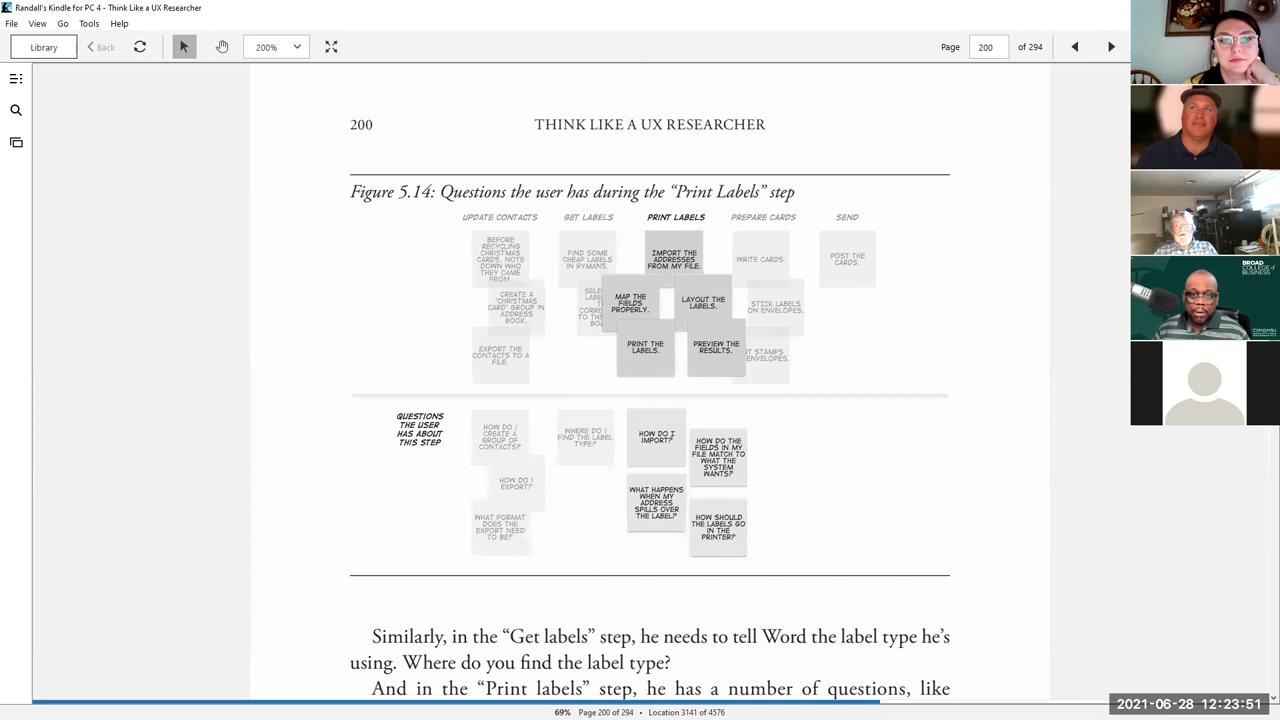 Randall's Kindle for PC 4 - Think Like a UX Researcher
File View Go Tools Help
Library Back 200% Page 200 of 294
200 THINK LIKE A UX RESEARCHER
Figure 5.14: Questions the user has during the “Print Labels” step
UPDATE CONTACTS GET LABELS PRINT LABELS PREPARE CARDS SEND
BEFORE
RECYCLING
CHRISTMAS
CARDS, NOTE
DOWN WHO
THEY CAME
FROM
CREATE A
'CHRISTMAS
CARD' GROUP IN
ADDRESS
BOOK.
EXPORT THE
CONTACTS TO A
FILE.
FIND SOME
CHEAP LABELS
IN RYMANS.
IMPORT THE
ADDRESSES
FROM MY FILE.
MAP THE
FIELDS
PROPERLY.
LAYOUT THE
LABELS.
PRINT THE
LABELS.
PREVIEW THE
RESULTS.
WRITE CARDS.
STICK LABELS
ON ENVELOPES.
STAMPS
ENVELOPES.
POST THE
CARDS.
QUESTIONS
THE USER
HAS ABOUT
THIS STEP
HOW DO I
CREATE A
GROUP OF
CONTACTS?
HOW DO I
EXPORT?
WHAT FORMAT
DOES THE
EXPORT NEED
TO BE?
WHERE DO I
FIND THE LABEL
TYPE?
HOW DO I
IMPORT?
HOW DO THE
FIELDS IN MY
FILE MATCH TO
WHAT THE
SYSTEM
WANTS?
WHAT HAPPENS
WHEN MY
ADDRESS
SPILLS OVER
THE LABEL?
HOW SHOULD
THE LABELS GO
IN THE
PRINTER?
Similarly, in the “Get labels” step, he needs to tell Word the label type he’s
using. Where do you find the label type?
And in the “Print labels” step, he has a number of questions, like
69% Page 200 of 294 • Location 3141 of 4576
BROAD
COLLEGE OF
BUSINESS
CXM@MSU
2021-06-28 12:23:51